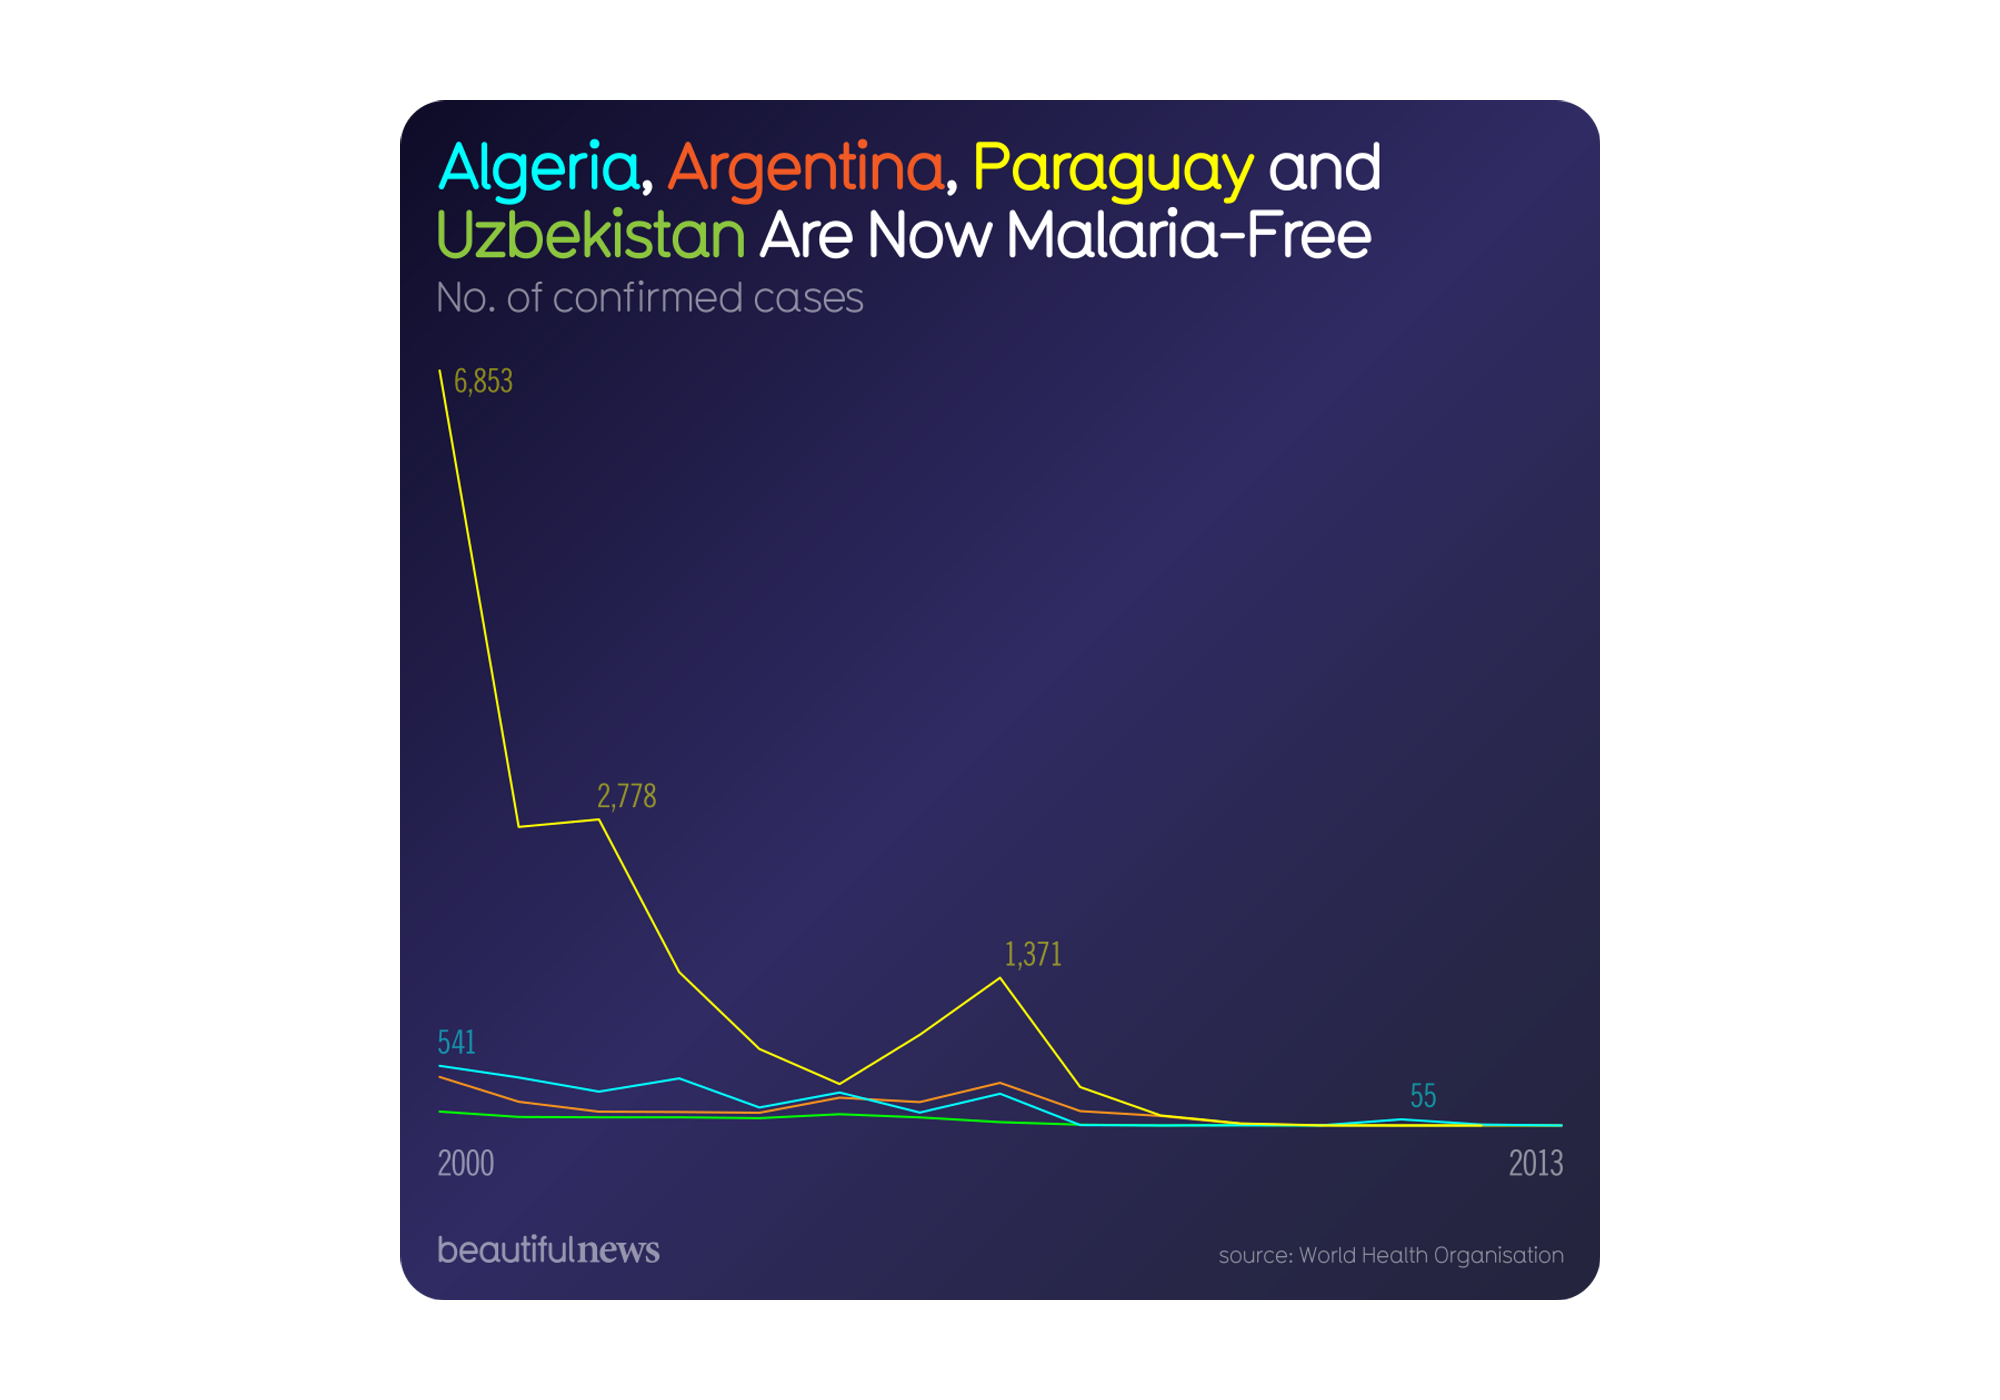 Algeria, Argentina, Paraguay and
Uzbekistan Are Now Malaria-Free
No. of confirmed cases
6,853
2,778
1,371
541
55
2000
2013
beautifulnews
source: World Health Organisation